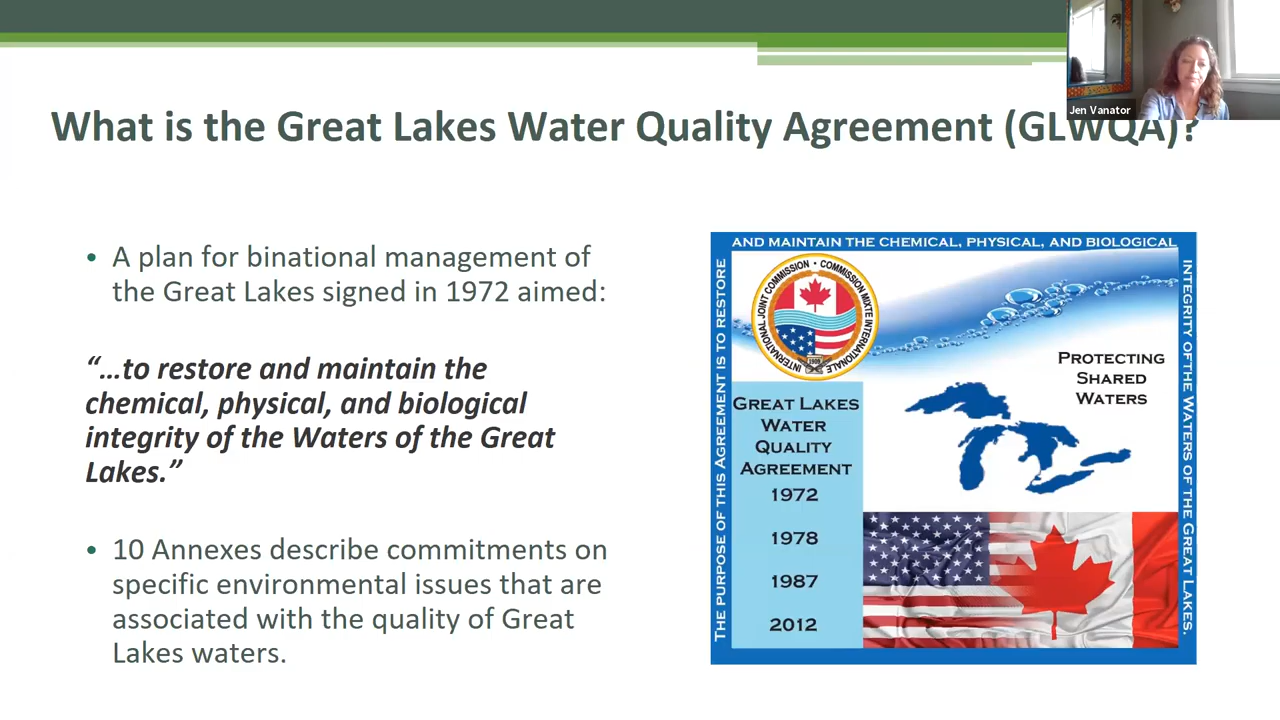 Jen Vanator
What is the Great Lakes Water Quality Agreement (GLWQA)?
• A plan for binational management of
the Great Lakes signed in 1972 aimed:
“...to restore and maintain the
chemical, physical, and biological
integrity of the Waters of the Great
Lakes.”
• 10 Annexes describe commitments on
specific environmental issues that are
associated with the quality of Great
Lakes waters.
THE PURPOSE OF THIS AGREEMENT IS TO RESTORE
AND MAINTAIN THE CHEMICAL, PHYSICAL, AND BIOLOGICAL
INTEGRITY OF THE WATERS OF THE GREAT LAKES.
INTERNATIONAL JOINT COMMISSION • COMMISSION MIXTE INTERNATIONALE
1909
PROTECTING
SHARED
WATERS
GREAT LAKES
WATER
QUALITY
AGREEMENT
1972
1978
1987
2012